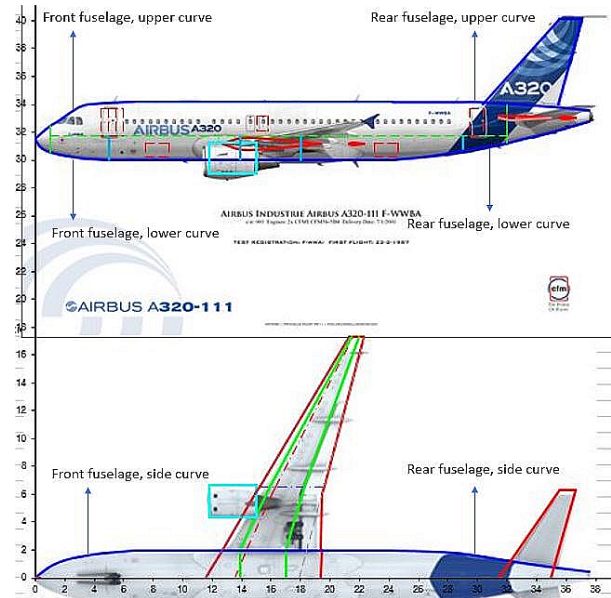 Front fuselage, upper curve
Rear fuselage, upper curve
A320
F-WWBA
AIRBUS A320
AIRBUS INDUSTRIE AIRBUS A320-111 F-WWBA
TEST REGISTRATION: F-WWAI FIRST FLIGHT: 22-2-1987
Front fuselage, lower curve
Rear fuselage, lower curve
cfm
AIRBUS A320-111
40
38
36
34
32
30
28
26
24
22
20
18
16
14
12
10
8
6
4
2
0
Front fuselage, side curve
Rear fuselage, side curve
0 2 4 6 8 10 12 14 16 18 20 22 24 26 28 30 32 34 36 38